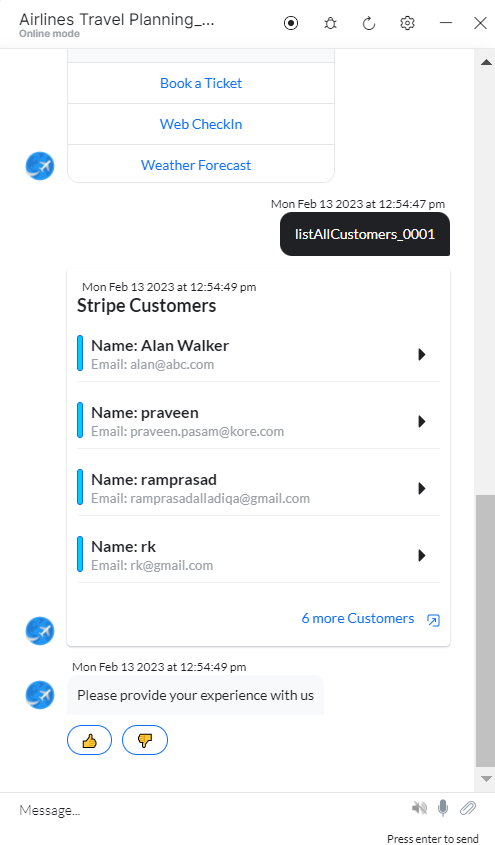 Airlines Travel Planning_...
Online mode
Book a Ticket
Web CheckIn
Weather Forecast
Mon Feb 13 2023 at 12:54:47 pm
listAllCustomers_0001
Mon Feb 13 2023 at 12:54:49 pm
Stripe Customers
Name: Alan Walker
Email: alan@abc.com
Name: praveen
Email: praveen.pasam@kore.com
Name: ramprasad
Email: ramprasadalladiqa@gmail.com
Name: rk
Email: rk@gmail.com
6 more Customers
Mon Feb 13 2023 at 12:54:49 pm
Please provide your experience with us
Message...
Press enter to send